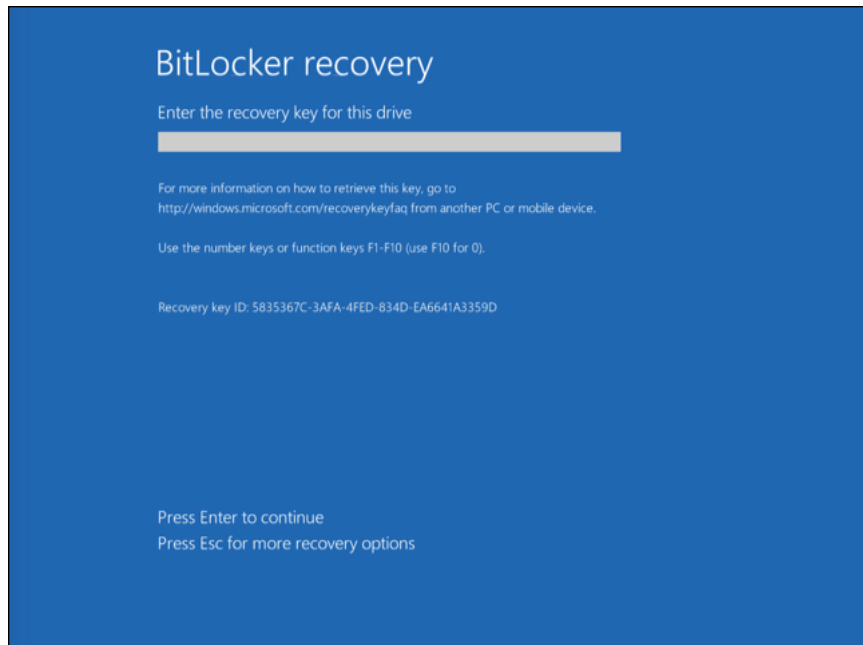 BitLocker recovery
Enter the recovery key for this drive
For more information on how to retrieve this key, go to
http://windows.microsoft.com/recoverykeyfaq from another PC or mobile device.
Use the number keys or function keys F1-F10 (use F10 for 0).
Recovery key ID: 5835367C-3AFA-4FED-834D-EA6641A3359D
Press Enter to continue
Press Esc for more recovery options